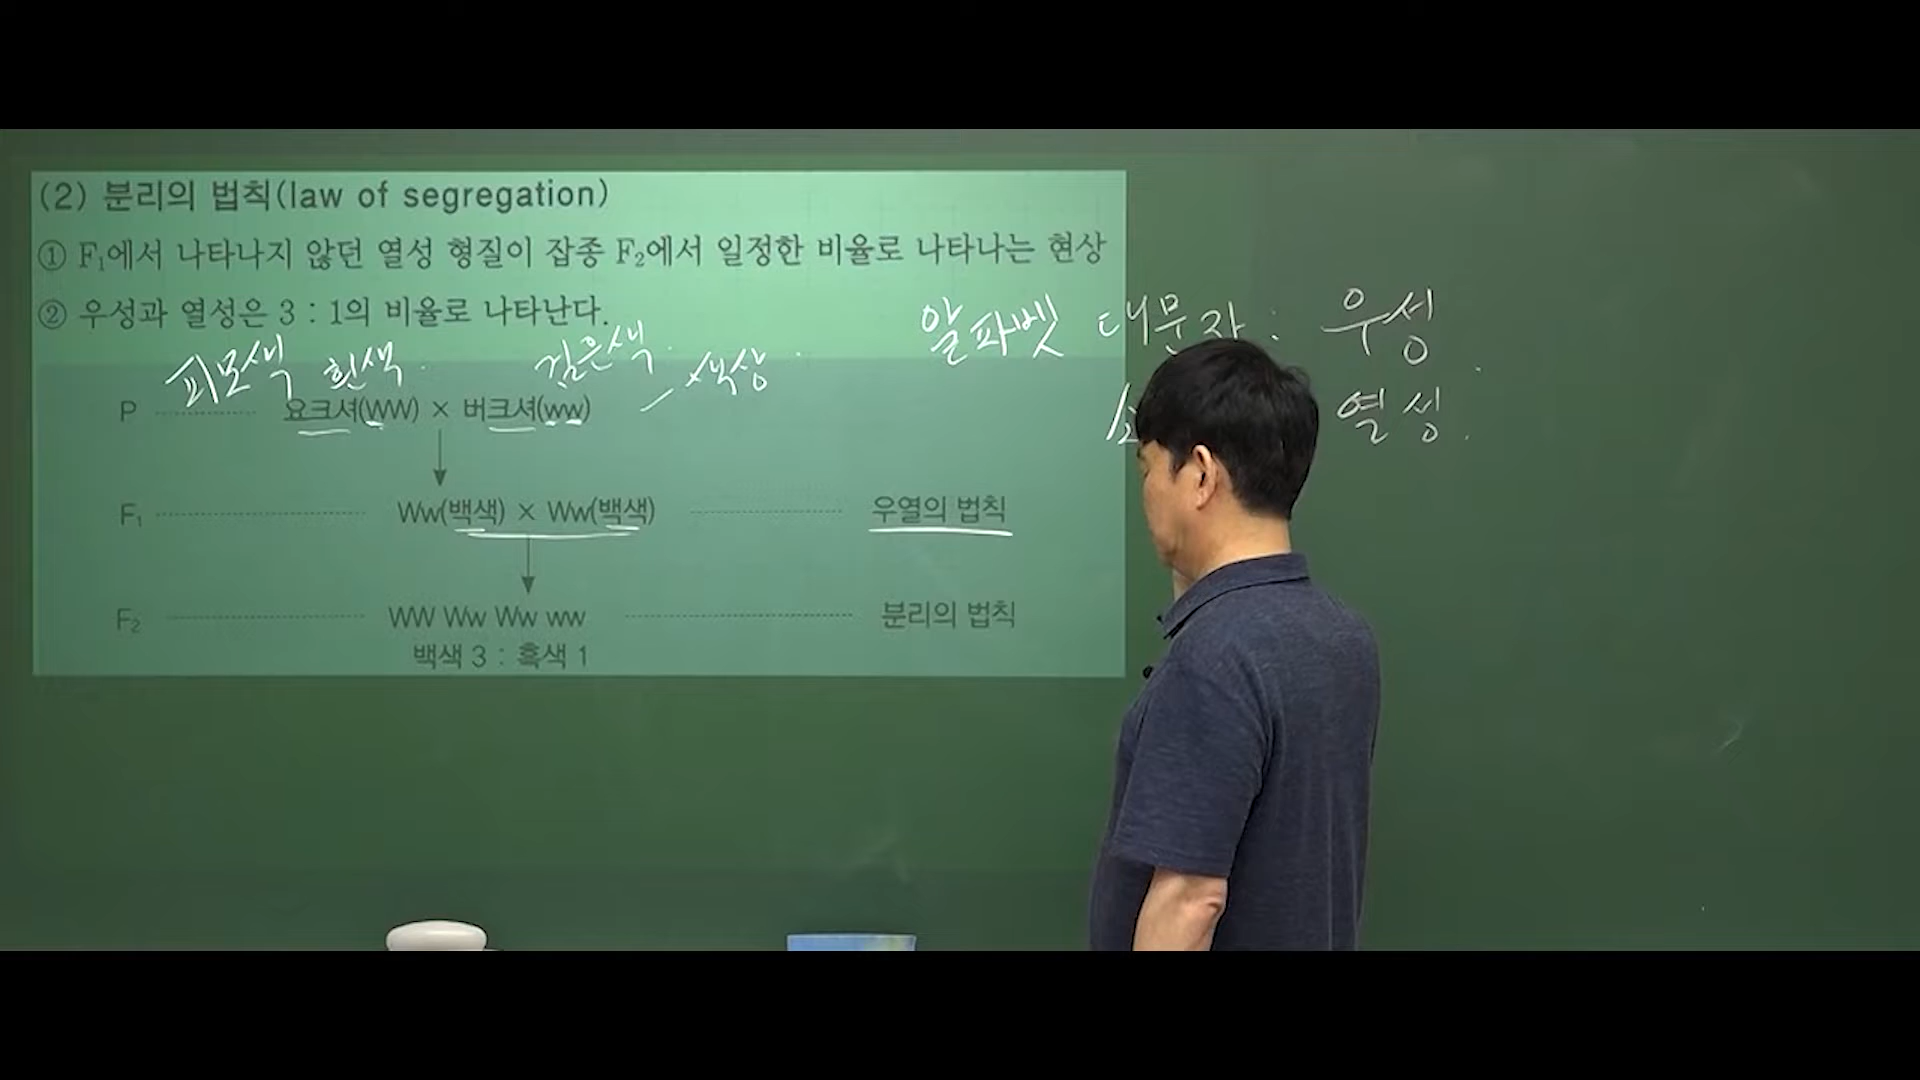 (2) 분리의 법칙(law of segregation)
① F₁에서 나타나지 않던 열성 형질이 잡종 F₂에서 일정한 비율로 나타나는 현상
② 우성과 열성은 3 : 1의 비율로 나타난다.
알파벳 대문자 : 우성
피모색 흰색 검은색 색상
열성
P 요크셔(WW) × 버크셔(ww)
F₁ Ww(백색) × Ww(백색) 우열의 법칙
F₂ WW Ww Ww ww 분리의 법칙
백색 3 : 흑색 1